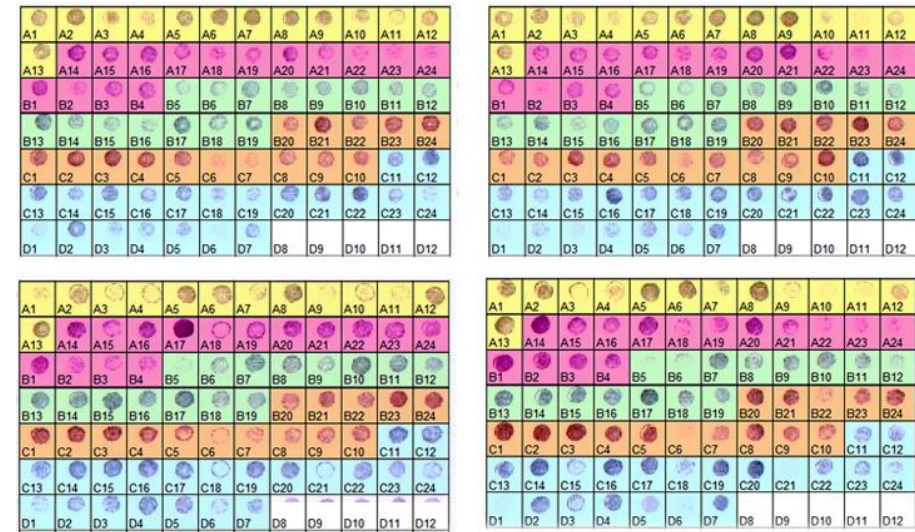 A1 A2 A3 A4 A5 A6 A7 A8 A9 A10 A11 A12
A13 A14 A15 A16 A17 A18 A19 A20 A21 A22 A23 A24
B1 B2 B3 B4 B5 B6 B7 B8 B9 B10 B11 B12
B13 B14 B15 B16 B17 B18 B19 B20 B21 B22 B23 B24
C1 C2 C3 C4 C5 C6 C7 C8 C9 C10 C11 C12
C13 C14 C15 C16 C17 C18 C19 C20 C21 C22 C23 C24
D1 D2 D3 D4 D5 D6 D7 D8 D9 D10 D11 D12
A1 A2 A3 A4 A5 A6 A7 A8 A9 A10 A11 A12
A13 A14 A15 A16 A17 A18 A19 A20 A21 A22 A23 A24
B1 B2 B3 B4 B5 B6 B7 B8 B9 B10 B11 B12
B13 B14 B15 B16 B17 B18 B19 B20 B21 B22 B23 B24
C1 C2 C3 C4 C5 C6 C7 C8 C9 C10 C11 C12
C13 C14 C15 C16 C17 C18 C19 C20 C21 C22 C23 C24
D1 D2 D3 D4 D5 D6 D7 D8 D9 D10 D11 D12
A1 A2 A3 A4 A5 A6 A7 A8 A9 A10 A11 A12
A13 A14 A15 A16 A17 A18 A19 A20 A21 A22 A23 A24
B1 B2 B3 B4 B5 B6 B7 B8 B9 B10 B11 B12
B13 B14 B15 B16 B17 B18 B19 B20 B21 B22 B23 B24
C1 C2 C3 C4 C5 C6 C7 C8 C9 C10 C11 C12
C13 C14 C15 C16 C17 C18 C19 C20 C21 C22 C23 C24
D1 D2 D3 D4 D5 D6 D7 D8 D9 D10 D11 D12
A1 A2 A3 A4 A5 A6 A7 A8 A9 A10 A11 A12
A13 A14 A15 A16 A17 A18 A19 A20 A21 A22 A23 A24
B1 B2 B3 B4 B5 B6 B7 B8 B9 B10 B11 B12
B13 B14 B15 B16 B17 B18 B19 B20 B21 B22 B23 B24
C1 C2 C3 C4 C5 C6 C7 C8 C9 C10 C11 C12
C13 C14 C15 C16 C17 C18 C19 C20 C21 C22 C23 C24
D1 D2 D3 D4 D5 D6 D7 D8 D9 D10 D11 D12